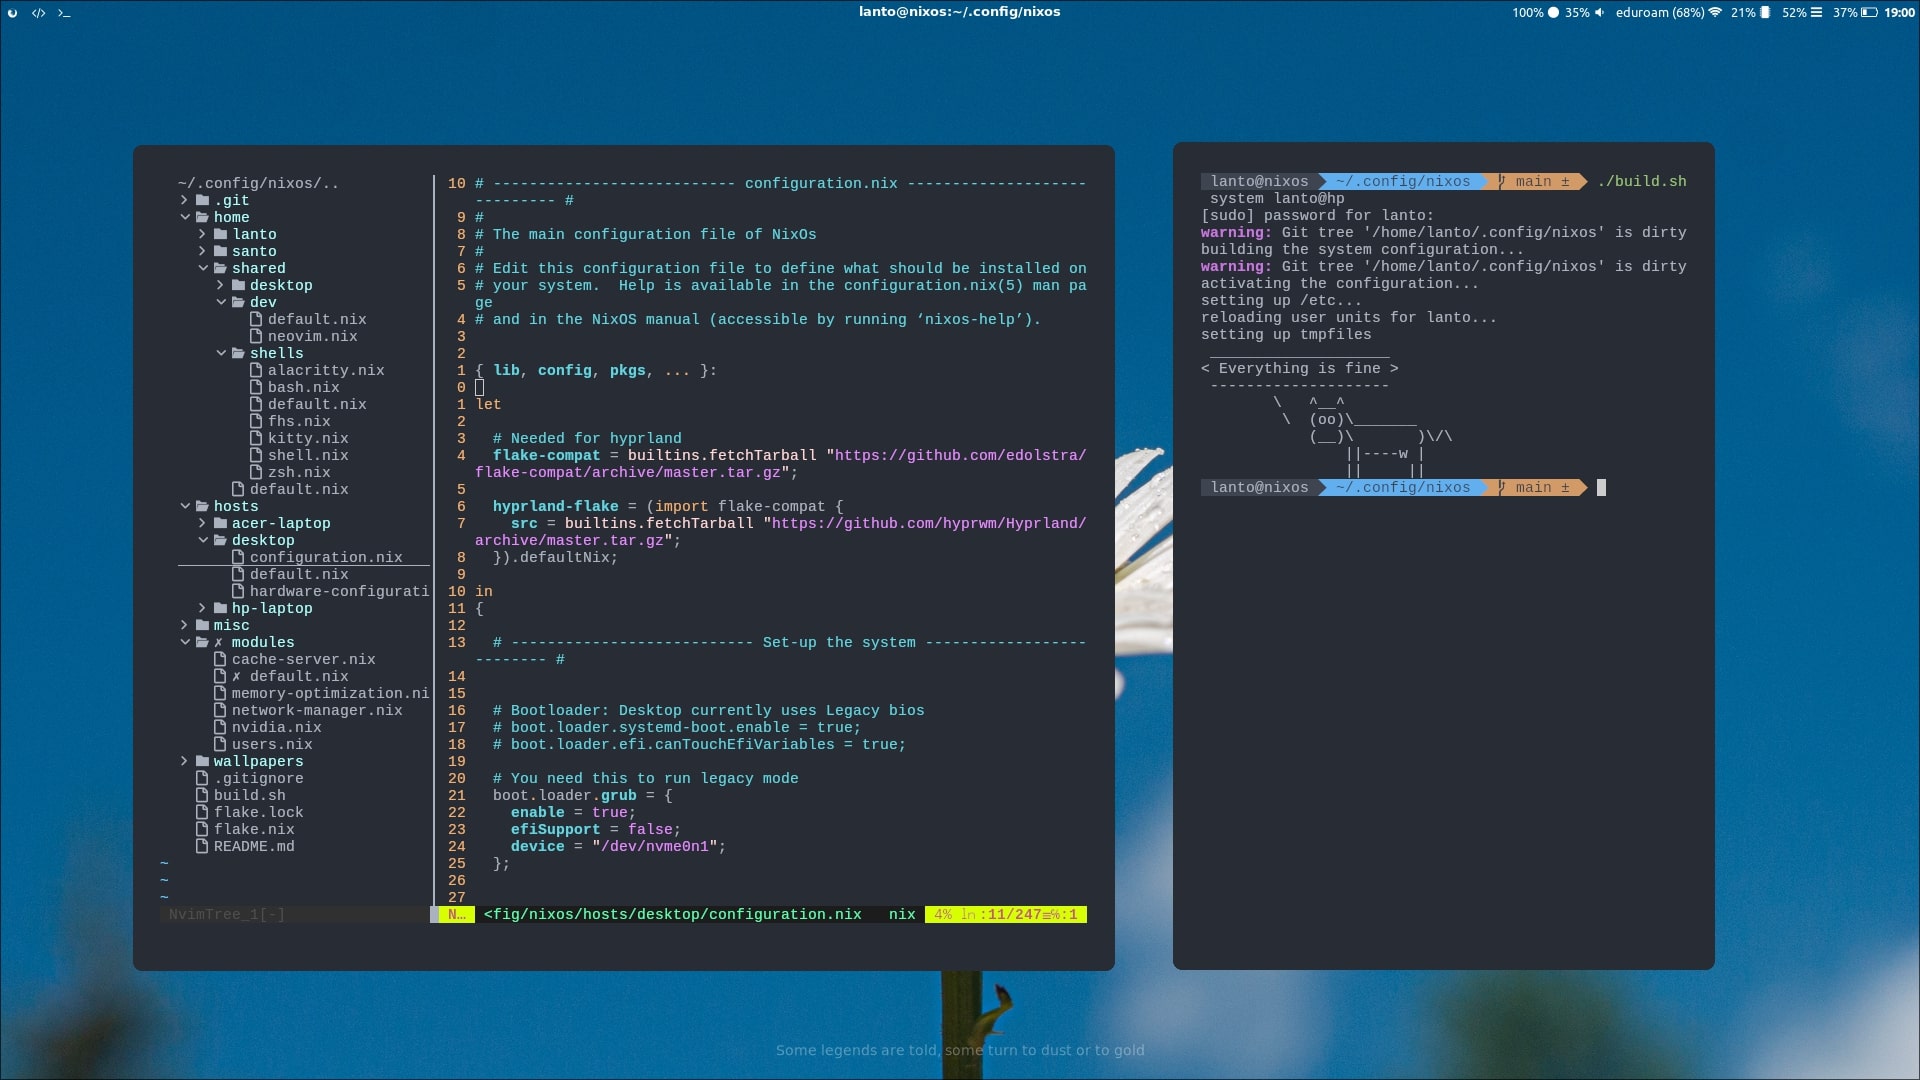 lanto@nixos:~/.config/nixos
100% 35% eduroam (68%) 21% 52% 37% 19:00
~/.config/nixos/..
.git
home
lanto
santo
shared
desktop
dev
default.nix
neovim.nix
shells
alacritty.nix
bash.nix
default.nix
fhs.nix
kitty.nix
shell.nix
zsh.nix
default.nix
hosts
acer-laptop
desktop
configuration.nix
default.nix
hardware-configurati
hp-laptop
misc
✗ modules
cache-server.nix
✗ default.nix
memory-optimization.ni
network-manager.nix
nvidia.nix
users.nix
wallpapers
.gitignore
build.sh
flake.lock
flake.nix
README.md
~
~
~
NvimTree_1[-]
10 # --------------------------- configuration.nix --------------------
--------- #
9 #
8 # The main configuration file of NixOs
7 #
6 # Edit this configuration file to define what should be installed on
5 # your system.  Help is available in the configuration.nix(5) man pa
ge
4 # and in the NixOS manual (accessible by running ‘nixos-help’).
3
2
1 { lib, config, pkgs, ... }:
0
1 let
2
3   # Needed for hyprland
4   flake-compat = builtins.fetchTarball "https://github.com/edolstra/
flake-compat/archive/master.tar.gz";
5
6   hyprland-flake = (import flake-compat {
7     src = builtins.fetchTarball "https://github.com/hyprwm/Hyprland/
archive/master.tar.gz";
8   }).defaultNix;
9
10 in
11 {
12
13   # --------------------------- Set-up the system ------------------
-------- #
14
15
16   # Bootloader: Desktop currently uses Legacy bios
17   # boot.loader.systemd-boot.enable = true;
18   # boot.loader.efi.canTouchEfiVariables = true;
19
20   # You need this to run legacy mode
21   boot.loader.grub = {
22     enable = true;
23     efiSupport = false;
24     device = "/dev/nvme0n1";
25   };
26
27
N… <fig/nixos/hosts/desktop/configuration.nix nix 4% ln :11/247≡℅:1
lanto@nixos ~/.config/nixos main ± ./build.sh
system lanto@hp
[sudo] password for lanto:
warning: Git tree '/home/lanto/.config/nixos' is dirty
building the system configuration...
warning: Git tree '/home/lanto/.config/nixos' is dirty
activating the configuration...
setting up /etc...
reloading user units for lanto...
setting up tmpfiles
 ____________________
< Everything is fine >
 --------------------
        \   ^__^
         \  (oo)\_______
            (__)\       )\/\
                ||----w |
                ||     ||
lanto@nixos ~/.config/nixos main ±
Some legends are told, some turn to dust or to gold